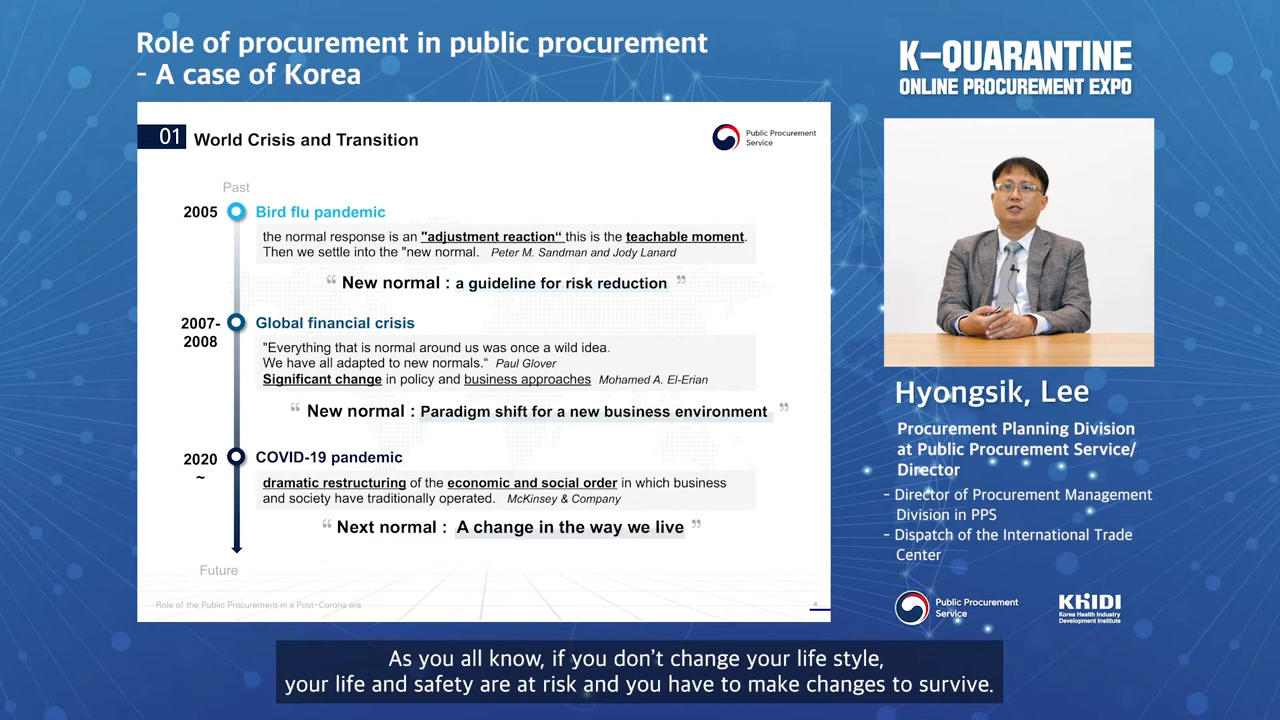 Role of procurement in public procurement
- A case of Korea
K-QUARANTINE
ONLINE PROCUREMENT EXPO
01 World Crisis and Transition
Public Procurement
Service
Past
2005 Bird flu pandemic
the normal response is an "adjustment reaction“ this is the teachable moment.
Then we settle into the "new normal. Peter M. Sandman and Jody Lanard
“ New normal : a guideline for risk reduction ”
2007-
2008
Global financial crisis
"Everything that is normal around us was once a wild idea.
We have all adapted to new normals.“ Paul Glover
Significant change in policy and business approaches Mohamed A. El-Erian
“ New normal : Paradigm shift for a new business environment ”
2020
~
COVID-19 pandemic
dramatic restructuring of the economic and social order in which business
and society have traditionally operated. McKinsey & Company
“ Next normal : A change in the way we live ”
Future
Role of the Public Procurement in a Post-Corona era
4
Hyongsik, Lee
Procurement Planning Division
at Public Procurement Service/
Director
- Director of Procurement Management
Division in PPS
- Dispatch of the International Trade
Center
Public Procurement
Service
KHIDI
Korea Health Industry
Development Institute
As you all know, if you don’t change your life style,
your life and safety are at risk and you have to make changes to survive.